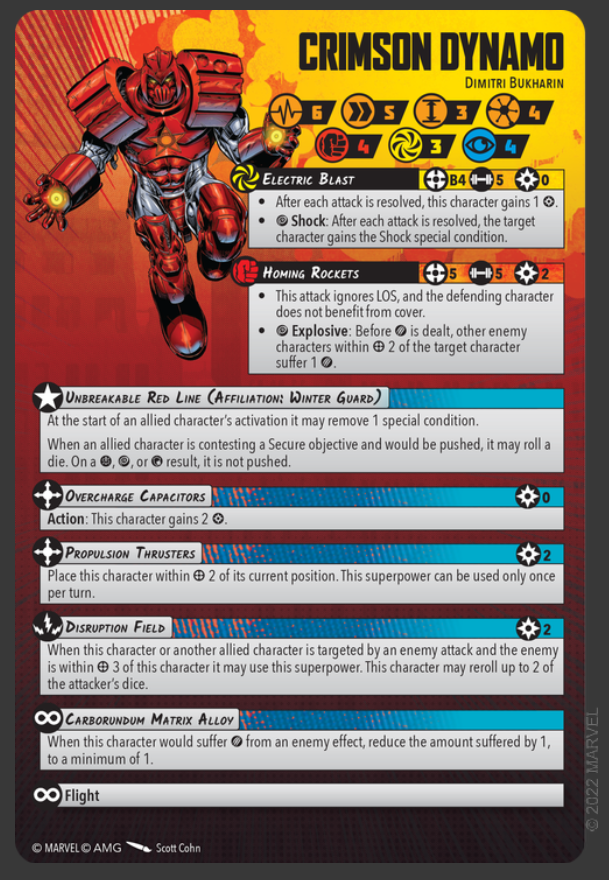 CRIMSON DYNAMO
DIMITRI BUKHARIN
6 5 3 4
4 3 4
ELECTRIC BLAST B4 5 0
• After each attack is resolved, this character gains 1 .
• Shock: After each attack is resolved, the target
character gains the Shock special condition.
HOMING ROCKETS 5 5 2
• This attack ignores LOS, and the defending character
does not benefit from cover.
• Explosive: Before is dealt, other enemy
characters within 2 of the target character
suffer 1 .
UNBREAKABLE RED LINE (AFFILIATION: WINTER GUARD)
At the start of an allied character's activation it may remove 1 special condition.
When an allied character is contesting a Secure objective and would be pushed, it may roll a
die. On a , , or result, it is not pushed.
OVERCHARGE CAPACITORS 0
Action: This character gains 2 .
PROPULSION THRUSTERS 2
Place this character within 2 of its current position. This superpower can be used only once
per turn.
DISRUPTION FIELD 2
When this character or another allied character is targeted by an enemy attack and the enemy
is within 3 of this character it may use this superpower. This character may reroll up to 2 of
the attacker's dice.
CARBORUNDUM MATRIX ALLOY
When this character would suffer from an enemy effect, reduce the amount suffered by 1,
to a minimum of 1.
Flight
© MARVEL © AMG Scott Cohn
© 2022 MARVEL